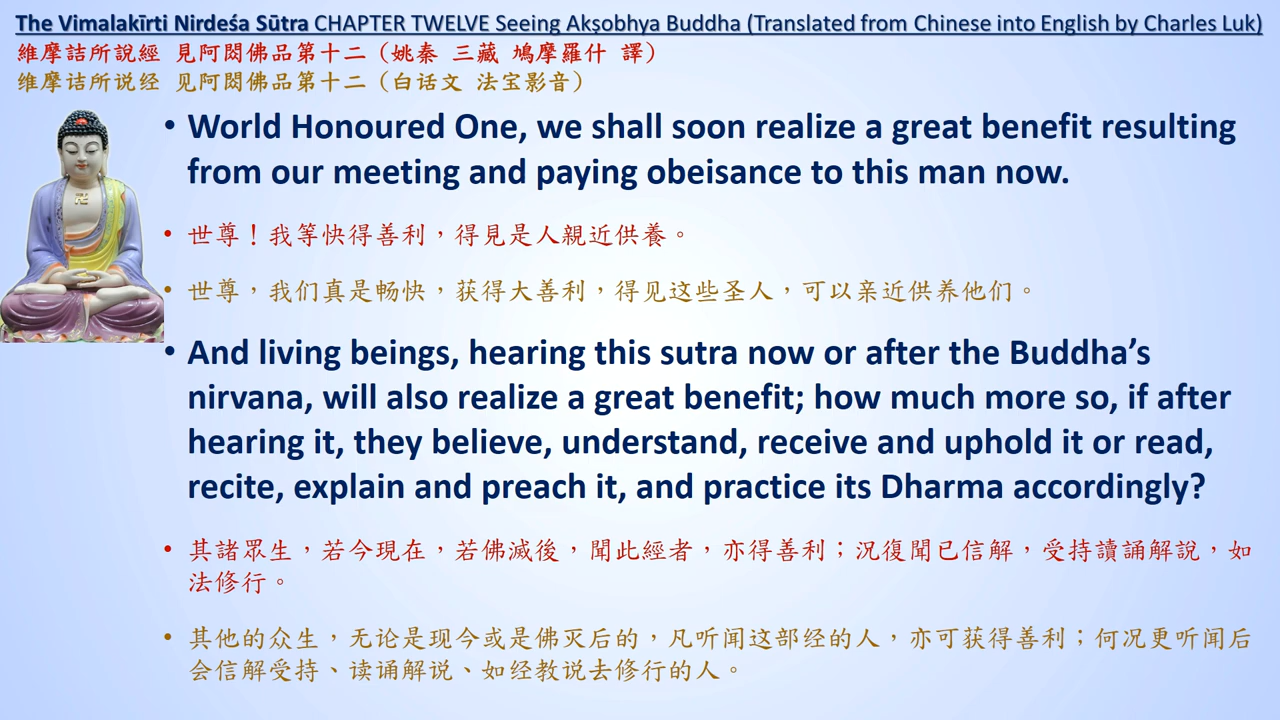 The Vimalakīrti Nirdeśa Sūtra CHAPTER TWELVE Seeing Akṣobhya Buddha (Translated from Chinese into English by Charles Luk)
維摩詰所說經 見阿閦佛品第十二（姚秦 三藏 鳩摩羅什 譯）
维摩诘所说经 见阿閦佛品第十二（白话文 法宝影音）
• World Honoured One, we shall soon realize a great benefit resulting
from our meeting and paying obeisance to this man now.
• 世尊！我等快得善利，得見是人親近供養。
• 世尊，我们真是畅快，获得大善利，得见这些圣人，可以亲近供养他们。
• And living beings, hearing this sutra now or after the Buddha’s
nirvana, will also realize a great benefit; how much more so, if after
hearing it, they believe, understand, receive and uphold it or read,
recite, explain and preach it, and practice its Dharma accordingly?
• 其諸眾生，若今現在，若佛滅後，聞此經者，亦得善利；況復聞已信解，受持讀誦解說，如
法修行。
• 其他的众生，无论是现今或是佛灭后的，凡听闻这部经的人，亦可获得善利；何况更听闻后
会信解受持、读诵解说、如经教说去修行的人。